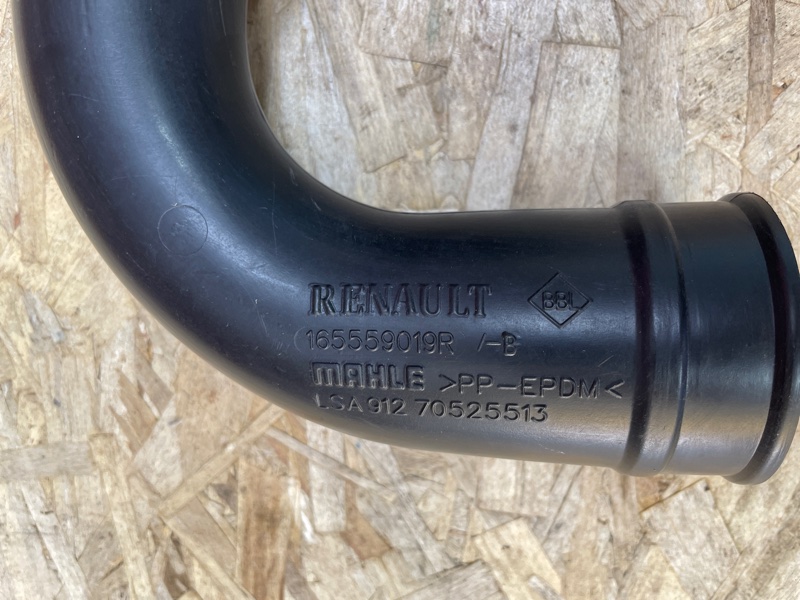 RENAULT BBL
165559019R /-B
MAHLE >PP-EPDM<
LSA 912 70525513